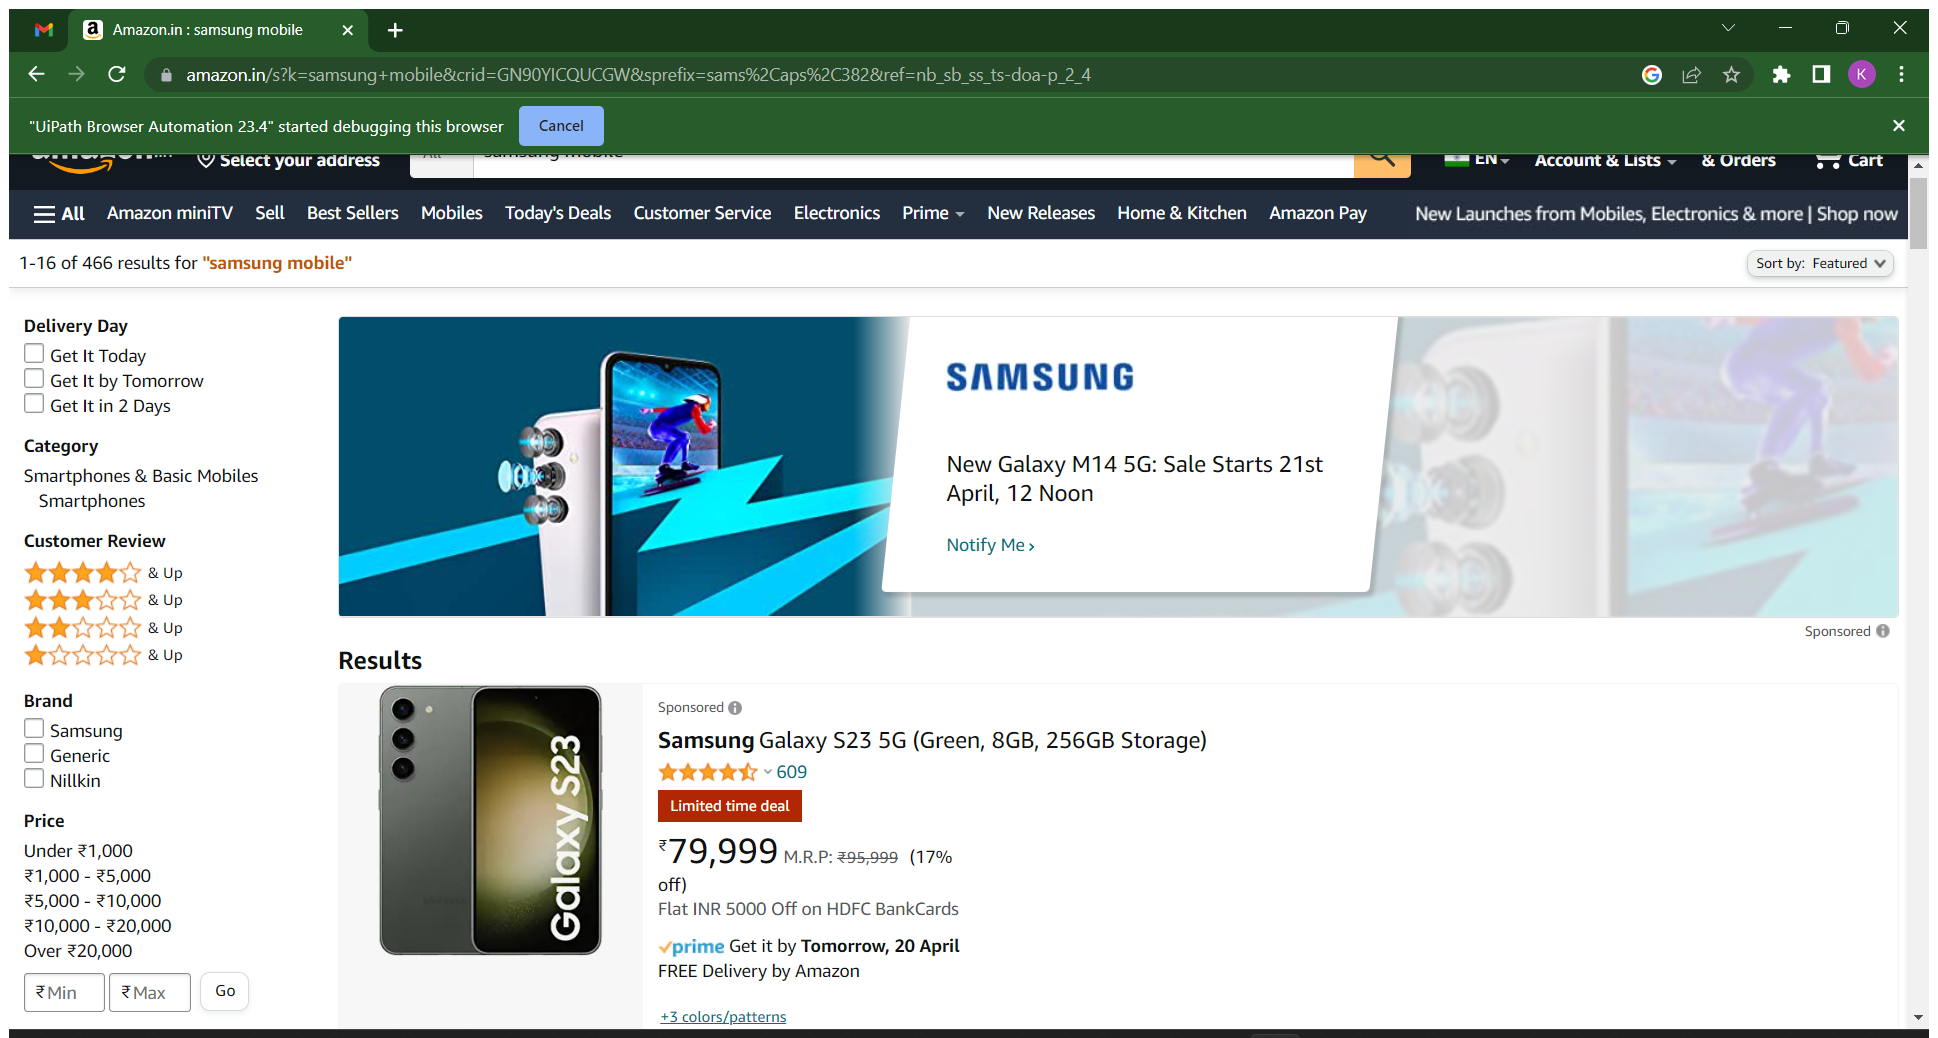 Amazon.in : samsung mobile
amazon.in/s?k=samsung+mobile&crid=GN90YICQUCGW&sprefix=sams%2Caps%2C382&ref=nb_sb_ss_ts-doa-p_2_4
K
"UiPath Browser Automation 23.4" started debugging this browser Cancel
amazon.in Select your address All samsung mobile EN Account & Lists & Orders Cart
All Amazon miniTV Sell Best Sellers Mobiles Today's Deals Customer Service Electronics Prime New Releases Home & Kitchen Amazon Pay New Launches from Mobiles, Electronics & more | Shop now
1-16 of 466 results for "samsung mobile" Sort by: Featured
Delivery Day
Get It Today
Get It by Tomorrow
Get It in 2 Days
Category
Smartphones & Basic Mobiles
Smartphones
Customer Review
& Up
& Up
& Up
& Up
Brand
Samsung
Generic
Nillkin
Price
Under ₹1,000
₹1,000 - ₹5,000
₹5,000 - ₹10,000
₹10,000 - ₹20,000
Over ₹20,000
₹ Min ₹ Max Go
SAMSUNG
New Galaxy M14 5G: Sale Starts 21st
April, 12 Noon
Notify Me ›
Sponsored
Results
Galaxy S23
Sponsored
Samsung Galaxy S23 5G (Green, 8GB, 256GB Storage)
609
Limited time deal
₹79,999 M.R.P: ₹95,999 (17%
off)
Flat INR 5000 Off on HDFC BankCards
prime Get it by Tomorrow, 20 April
FREE Delivery by Amazon
+3 colors/patterns